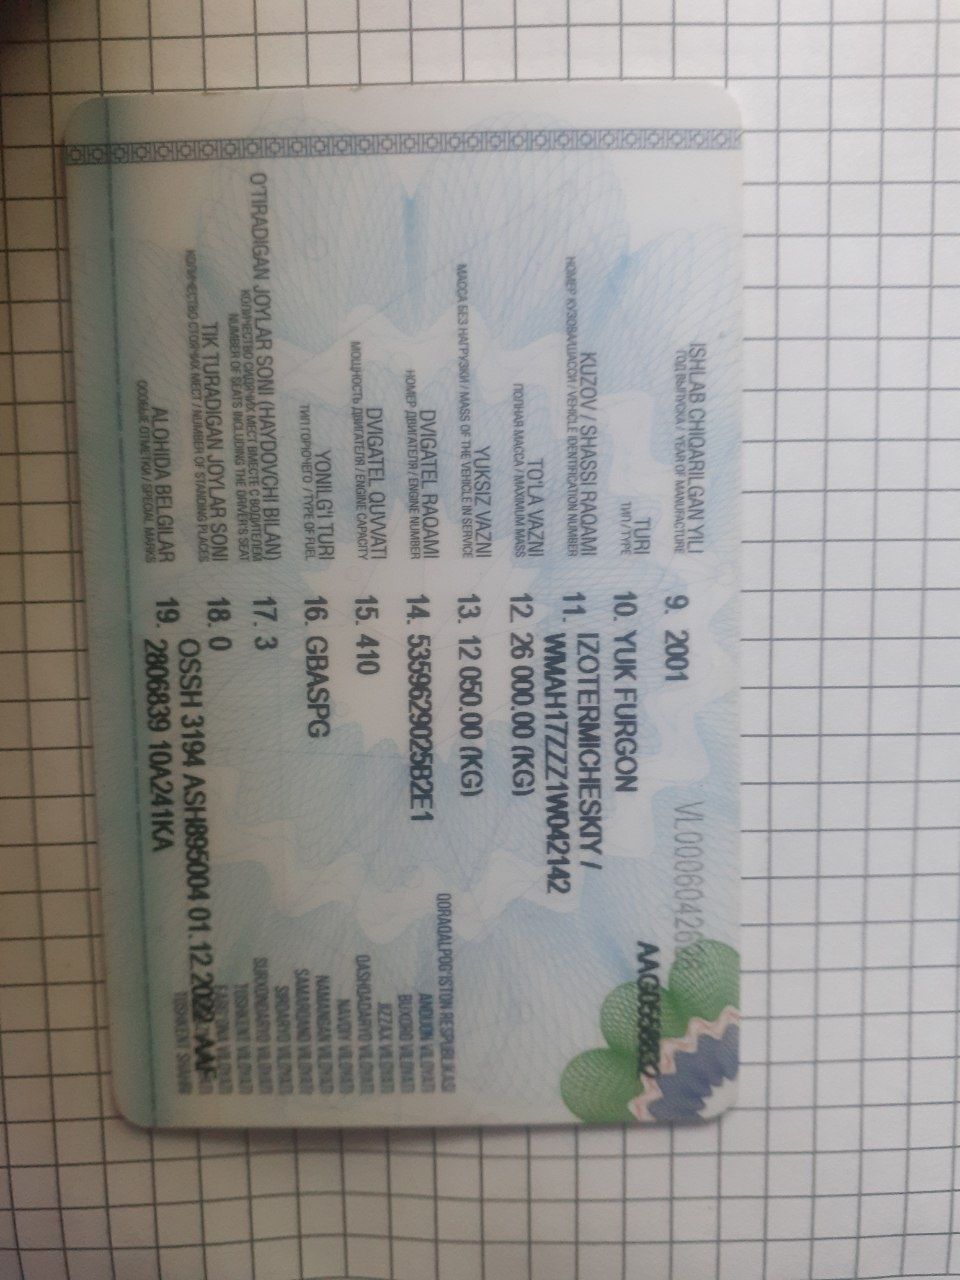 ISHLAB CHIQARILGAN YILI 9. 2001
ГОД ВЫПУСКА / YEAR OF MANUFACTURE
TURI 10. YUK FURGON
ТИП / TYPE
IZOTERMICHESKIY /
KUZOV / SHASSI RAQAMI 11. WMAH17ZZZ1W042142
НОМЕР КУЗОВА/ШАССИ / VEHICLE IDENTIFICATION NUMBER
TO'LA VAZNI 12. 26 000.00 (KG)
ПОЛНАЯ МАССА / MAXIMUM MASS
YUKSIZ VAZNI 13. 12 050.00 (KG)
МАССА БЕЗ НАГРУЗКИ / MASS OF THE VEHICLE IN SERVICE
DVIGATEL RAQAMI 14. 5359629025B2E1
НОМЕР ДВИГАТЕЛЯ / ENGINE NUMBER
DVIGATEL QUVVATI 15. 410
МОЩНОСТЬ ДВИГАТЕЛЯ / ENGINE CAPACITY
YONILG'I TURI 16. GBASPG
ТИП ГОРЮЧЕГО / TYPE OF FUEL
O'TIRADIGAN JOYLAR SONI (HAYDOVCHI BILAN) 17. 3
КОЛИЧЕСТВО СИДЯЧИХ МЕСТ ВМЕСТЕ С ВОДИТЕЛЕМ
NUMBER OF SEATS INCLUDING THE DRIVER'S SEAT
TIK TURADIGAN JOYLAR SONI 18. 0
КОЛИЧЕСТВО СТОЯЧИХ МЕСТ / NUMBER OF STANDING PLACES
OSSH 3194 ASH895004 01.12.2022
ALOHIDA BELGILAR 19. 2806839 10A241KA
ОСОБЫЕ ОТМЕТКИ / SPECIAL MARKS
AAG0558832
QORAQALPOG'ISTON RESPUBLIKASI
ANDIJON VILOYATI
BUXORO VILOYATI
JIZZAX VILOYATI
QASHQADARYO VILOYATI
NAVOIY VILOYATI
NAMANGAN VILOYATI
SAMARQAND VILOYATI
SIRDARYO VILOYATI
SURXONDARYO VILOYATI
TOSHKENT VILOYATI
FARG'ONA VILOYATI
TOSHKENT SHAHRI